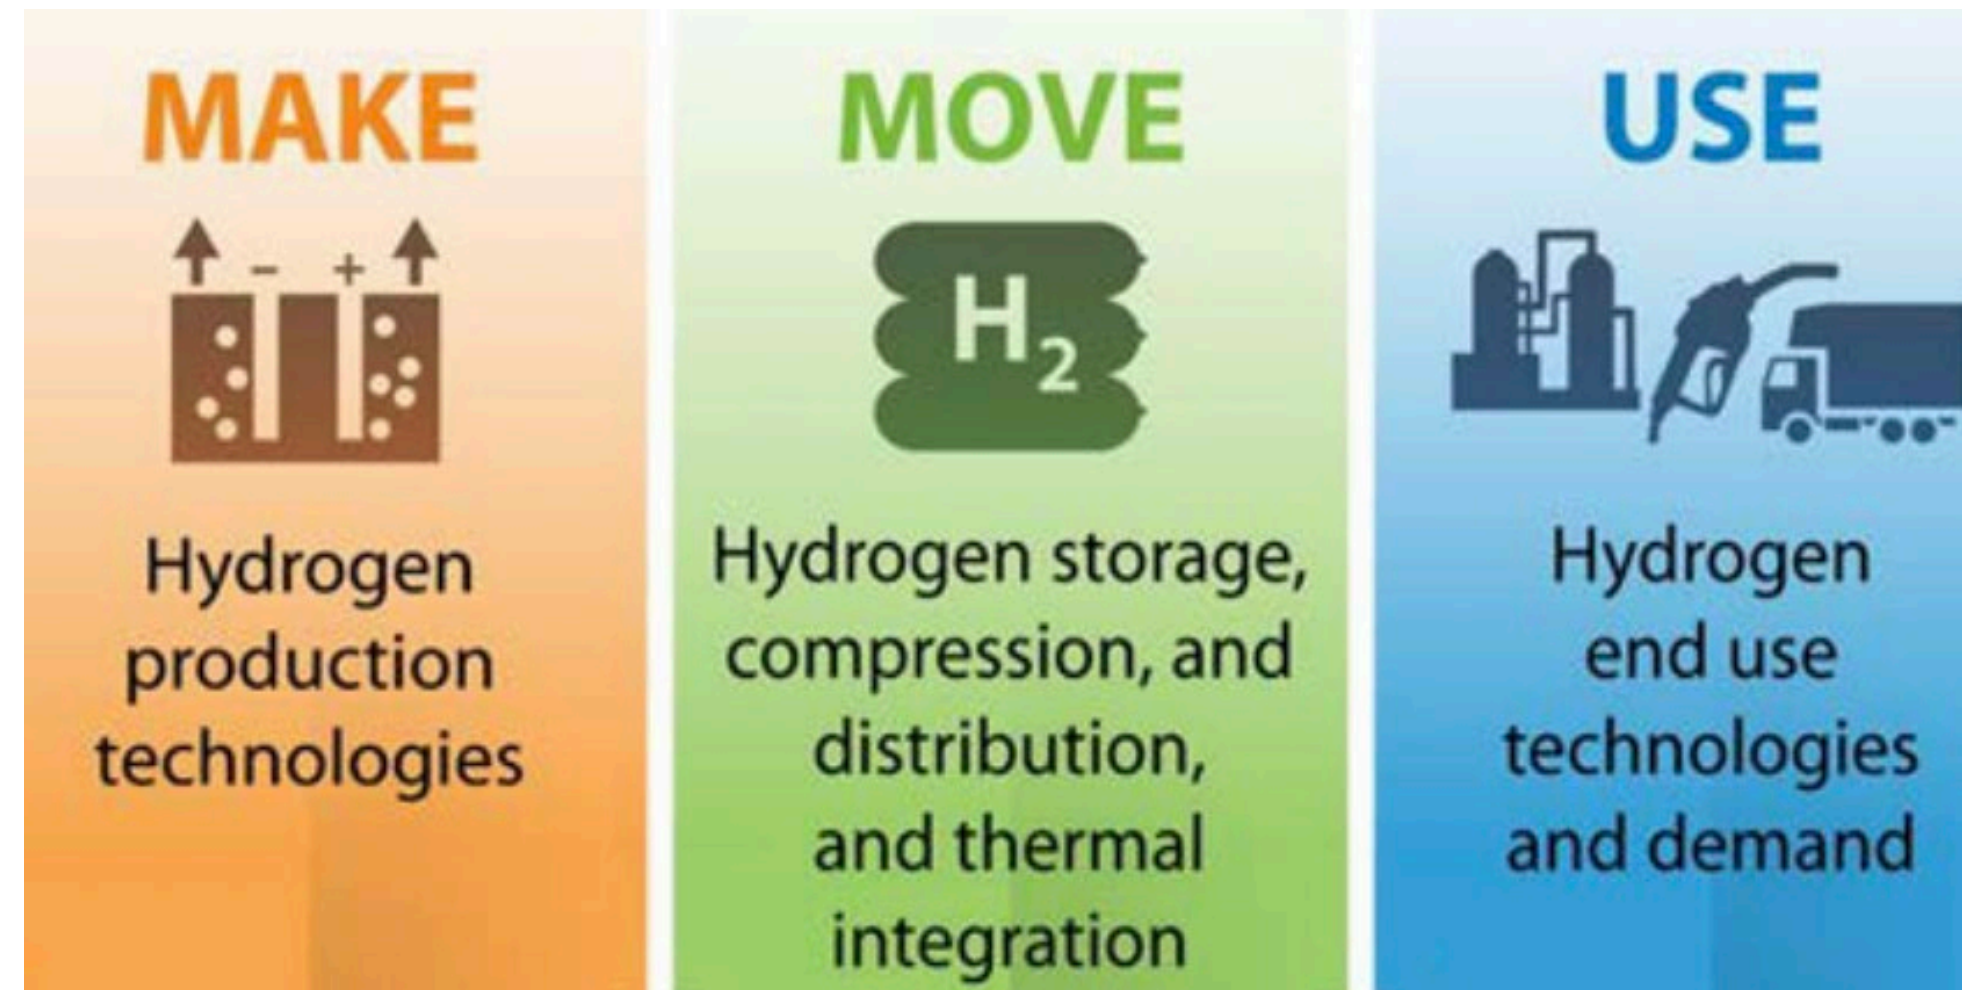 MAKE
- +
Hydrogen
production
technologies
MOVE
H2
Hydrogen storage,
compression, and
distribution,
and thermal
integration
USE
Hydrogen
end use
technologies
and demand